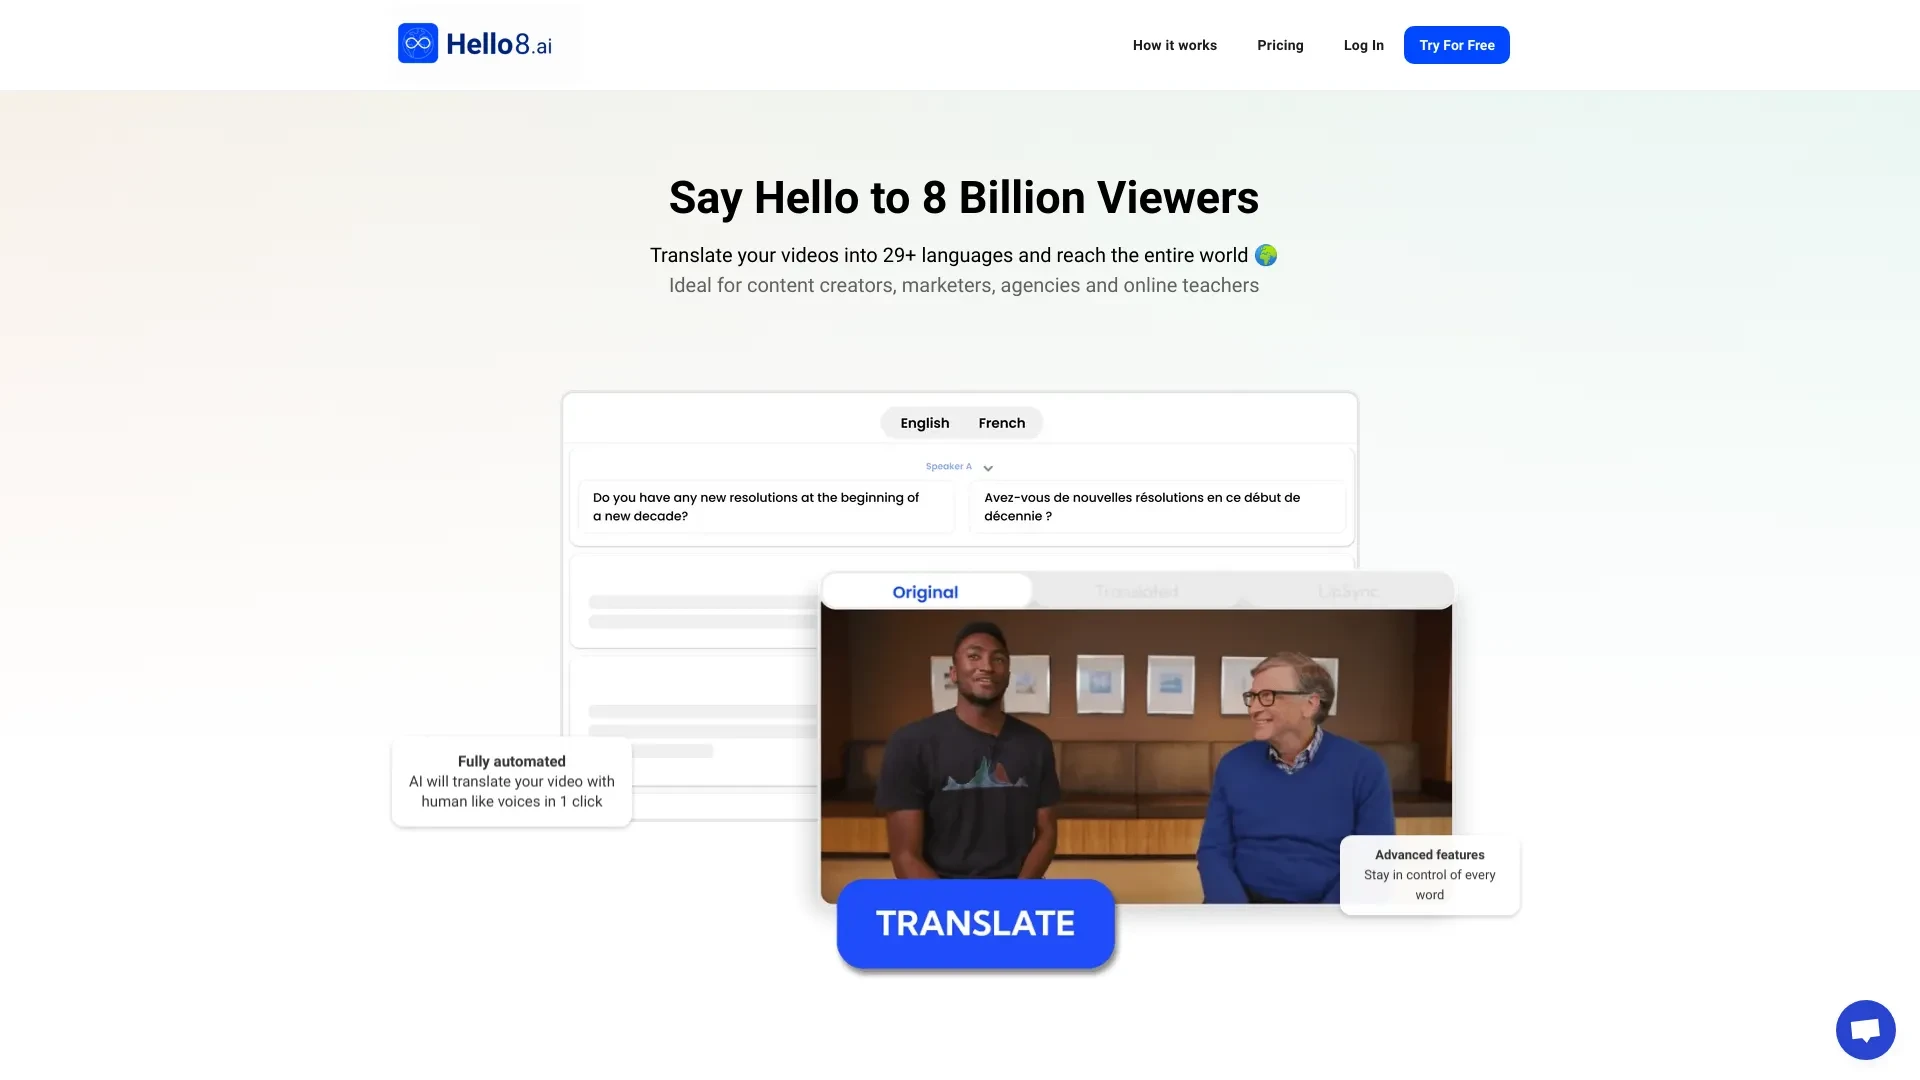 Hello8.ai
How it works
Pricing
Log In
Try For Free
Say Hello to 8 Billion Viewers
Translate your videos into 29+ languages and reach the entire world 🌍
Ideal for content creators, marketers, agencies and online teachers
English
French
Speaker A
Do you have any new resolutions at the beginning of
a new decade?
Avez-vous de nouvelles résolutions en ce début de
décennie ?
Original
Translated
LipSync
Fully automated
AI will translate your video with
human like voices in 1 click
Advanced features
Stay in control of every
word
TRANSLATE